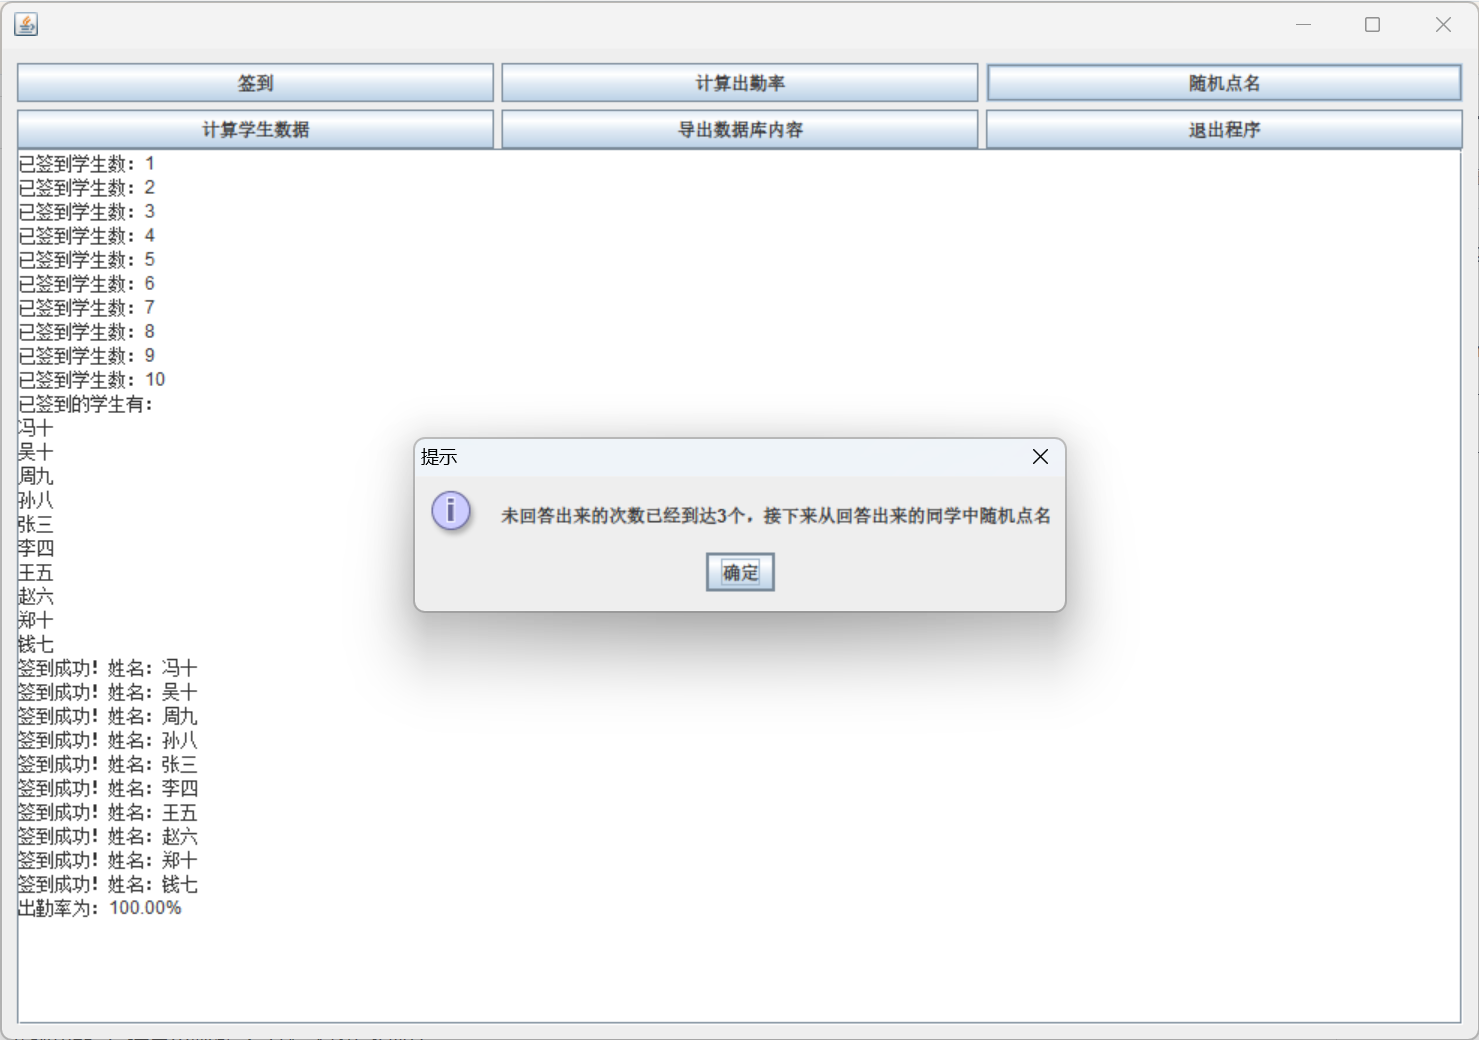 签到
计算出勤率
随机点名
计算学生数据
导出数据库内容
退出程序
已签到学生数：1
已签到学生数：2
已签到学生数：3
已签到学生数：4
已签到学生数：5
已签到学生数：6
已签到学生数：7
已签到学生数：8
已签到学生数：9
已签到学生数：10
已签到的学生有：
冯十
吴十
周九
孙八
张三
李四
王五
赵六
郑十
钱七
签到成功！姓名：冯十
签到成功！姓名：吴十
签到成功！姓名：周九
签到成功！姓名：孙八
签到成功！姓名：张三
签到成功！姓名：李四
签到成功！姓名：王五
签到成功！姓名：赵六
签到成功！姓名：郑十
签到成功！姓名：钱七
出勤率为：100.00%
提示
未回答出来的次数已经到达3个，接下来从回答出来的同学中随机点名
确定